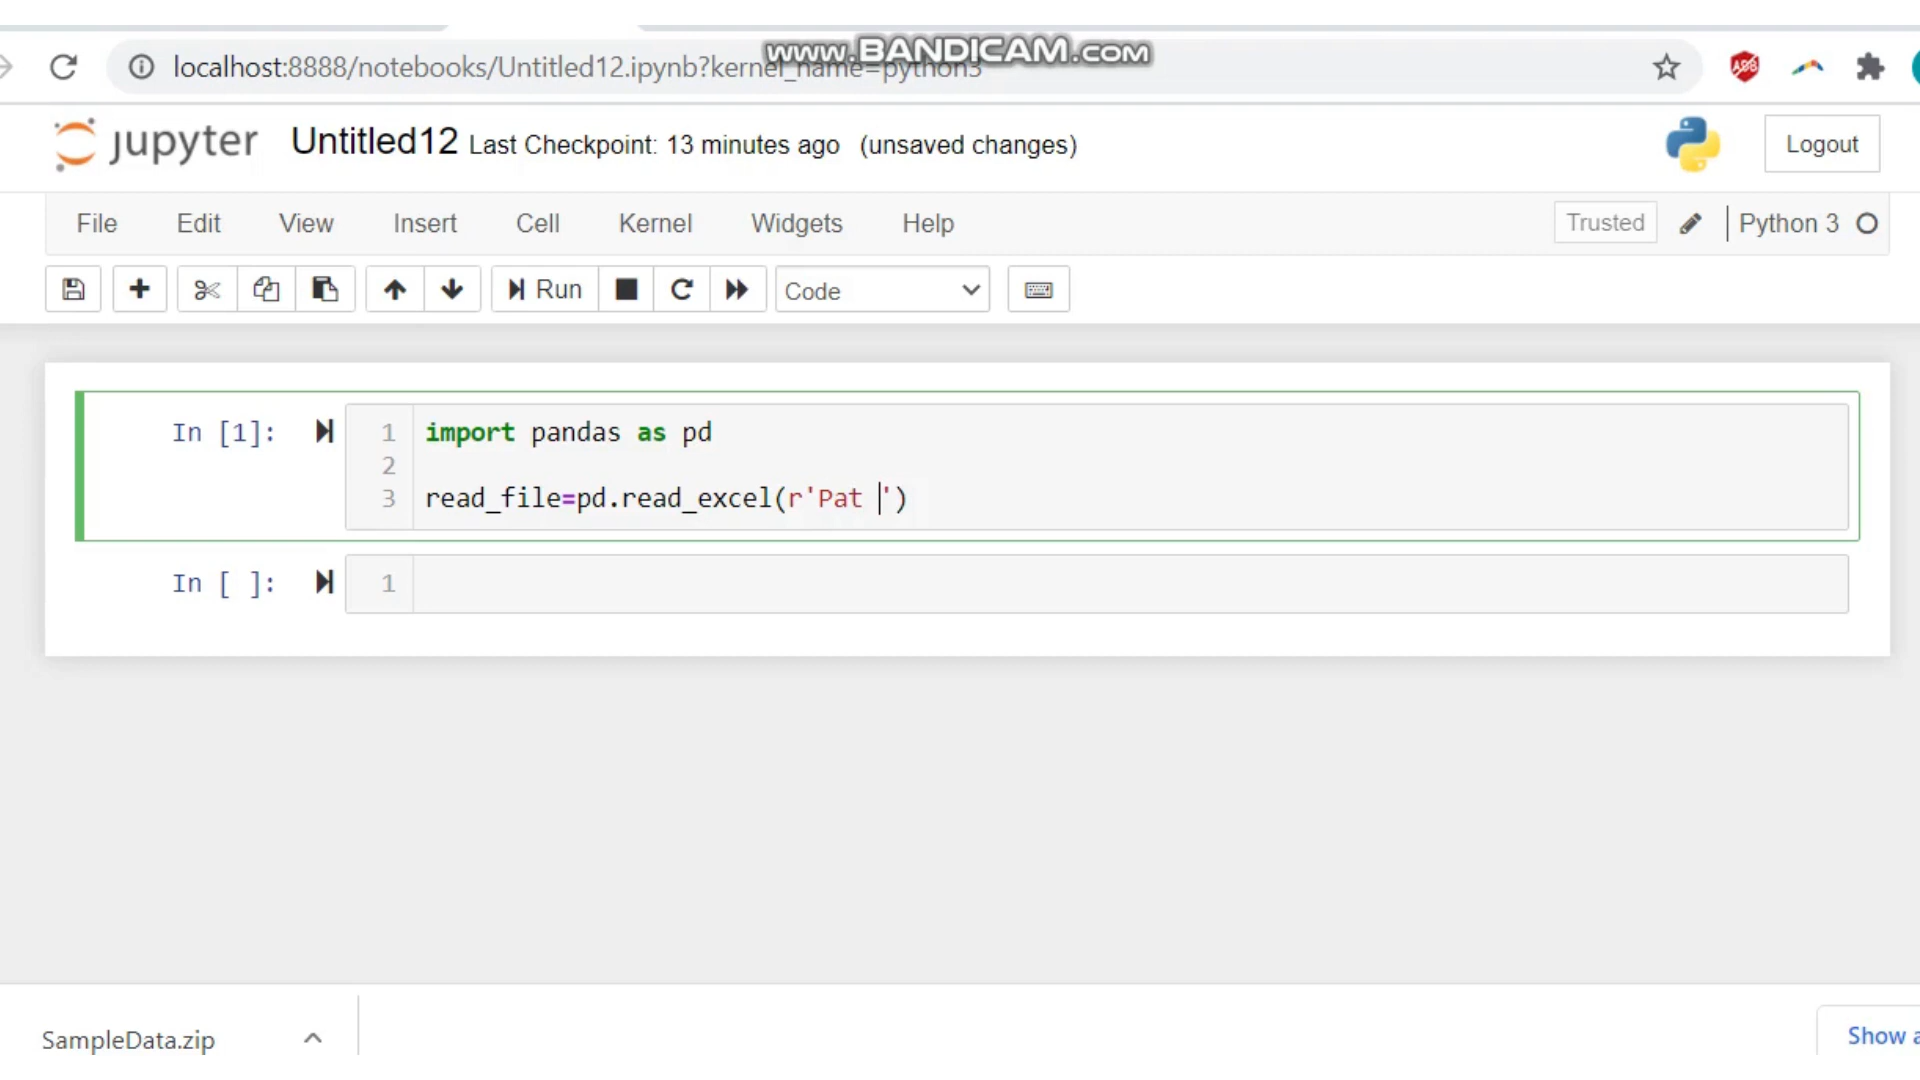 www.BANDICAM.com
localhost:8888/notebooks/Untitled12.ipynb?kernel_name=python3
ABP
jupyter Untitled12 Last Checkpoint: 13 minutes ago (unsaved changes)
Logout
File Edit View Insert Cell Kernel Widgets Help
Trusted Python 3
Run Code
In [1]:
1 import pandas as pd
2
3 read_file=pd.read_excel(r'Pat ')
In [ ]:
1
SampleData.zip
Show a